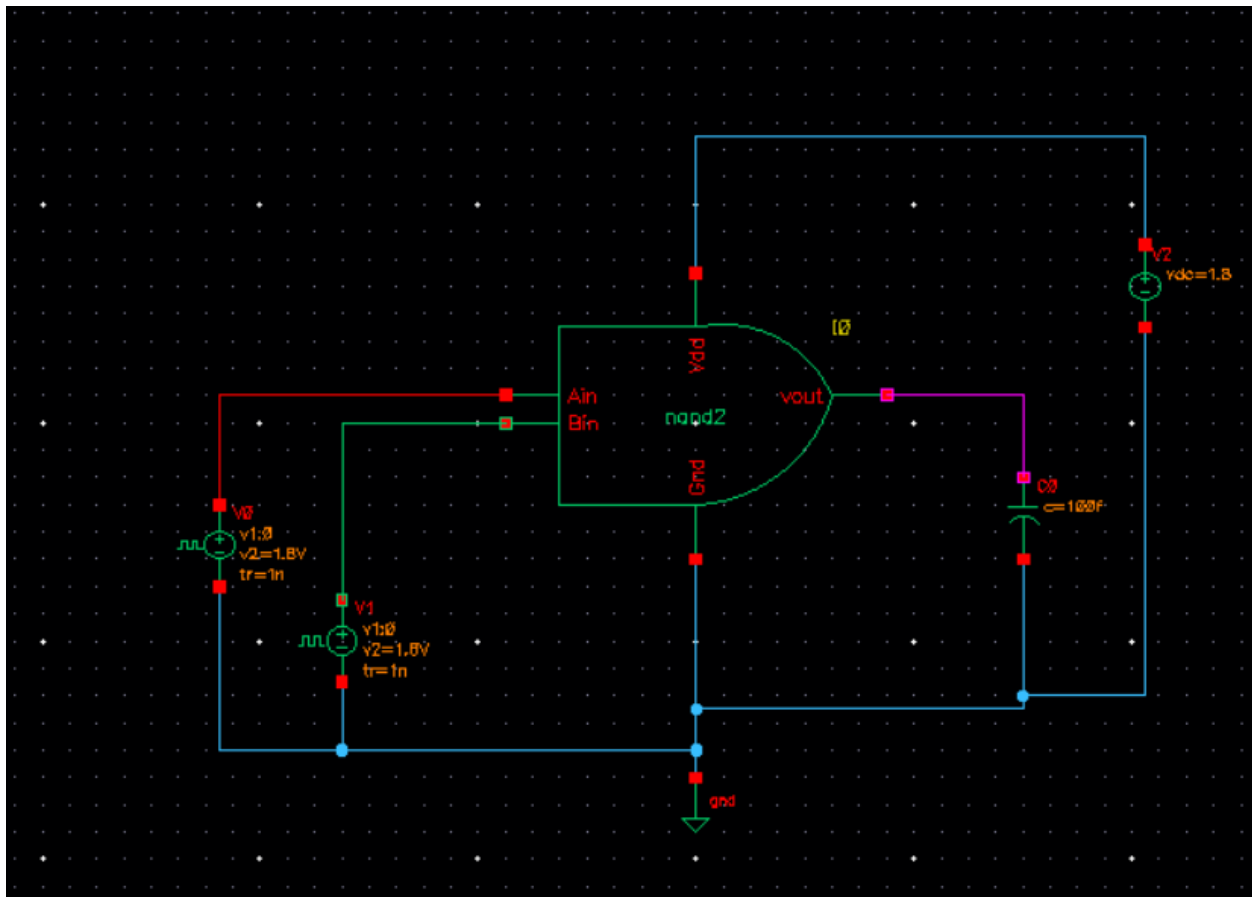 V2
vdc=1.8
I0
Vdd
Ain
vout
Bin
nand2
Gnd
C0
c=100f
V0
v1:0
v2=1.8V
tr=1n
V1
v1:0
v2=1.8V
tr=1n
gnd